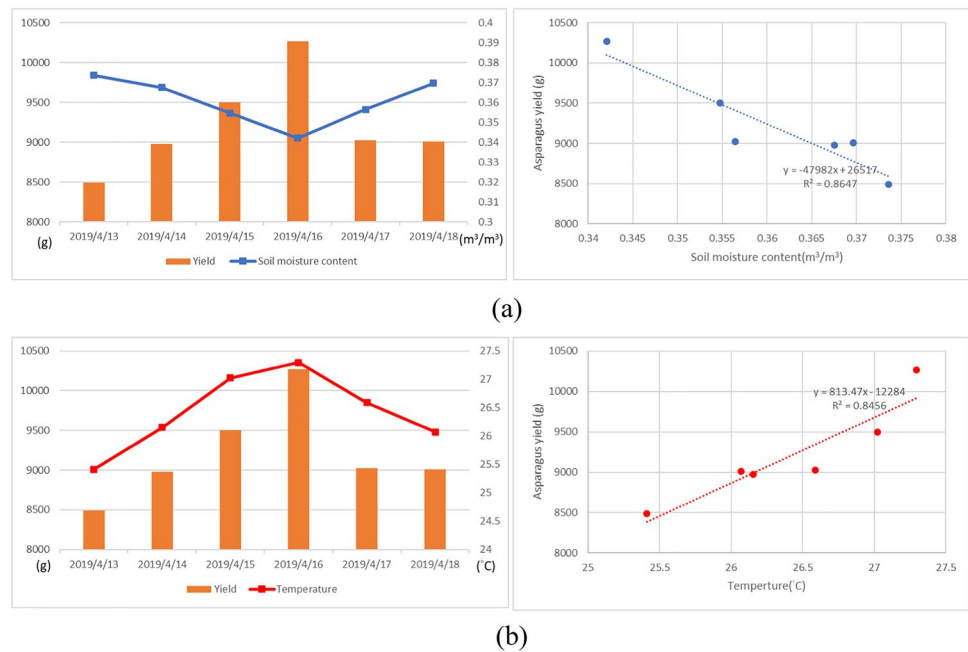 10500
10000
9500
9000
8500
8000
(g)
0.4
0.39
0.38
0.37
0.36
0.35
0.34
0.33
0.32
0.31
0.3
(m³/m³)
2019/4/13 2019/4/14 2019/4/15 2019/4/16 2019/4/17 2019/4/18
Yield Soil moisture content
Asparagus yield (g)
10500
10000
9500
9000
8500
8000
y = -47982x + 26517
R² = 0.8647
0.34 0.345 0.35 0.355 0.36 0.365 0.37 0.375 0.38
Soil moisture content(m³/m³)
(a)
10500
10000
9500
9000
8500
8000
(g)
27.5
27
26.5
26
25.5
25
24.5
24
(°C)
2019/4/13 2019/4/14 2019/4/15 2019/4/16 2019/4/17 2019/4/18
Yield Temperature
Asparagus yield (g)
10500
10000
9500
9000
8500
8000
y = 813.47x - 12284
R² = 0.8456
25 25.5 26 26.5 27 27.5
Temperture(°C)
(b)